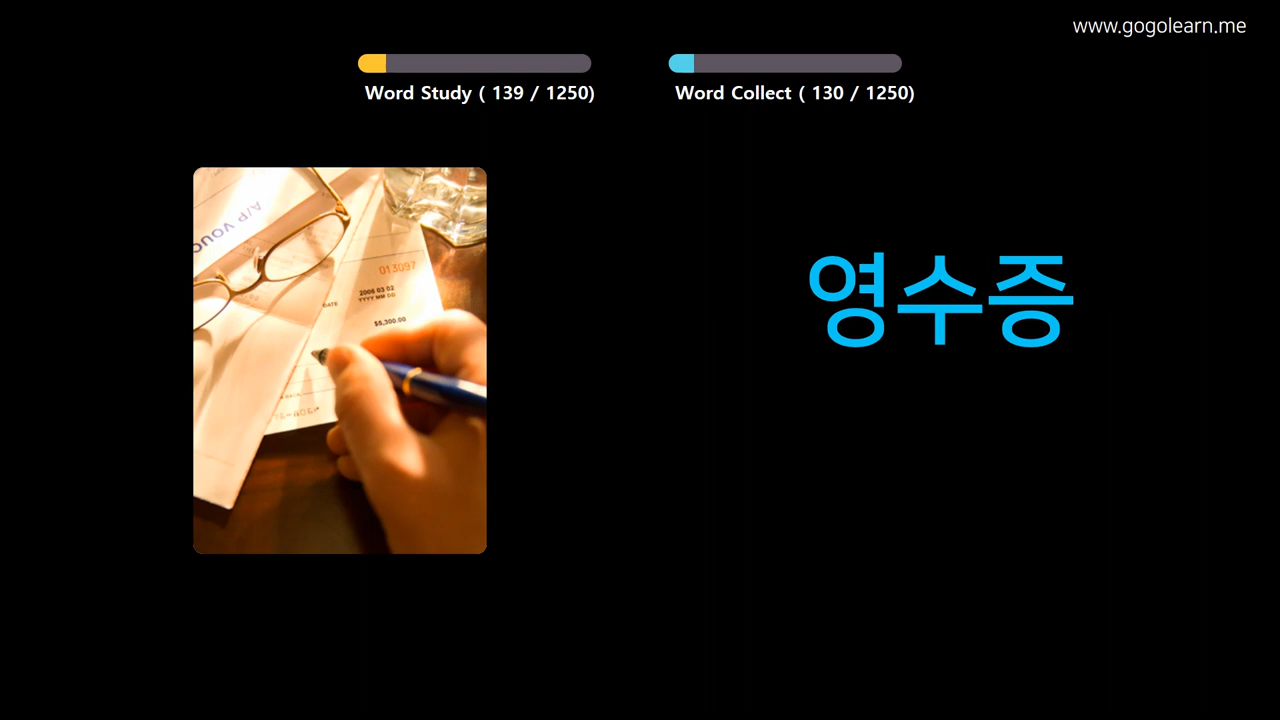 www.gogolearn.me
Word Study ( 139 / 1250)
Word Collect ( 130 / 1250)
A/P VOUC
013097
2006 03 02
YYYY MM DD
DATE
$5,300.00
영수증